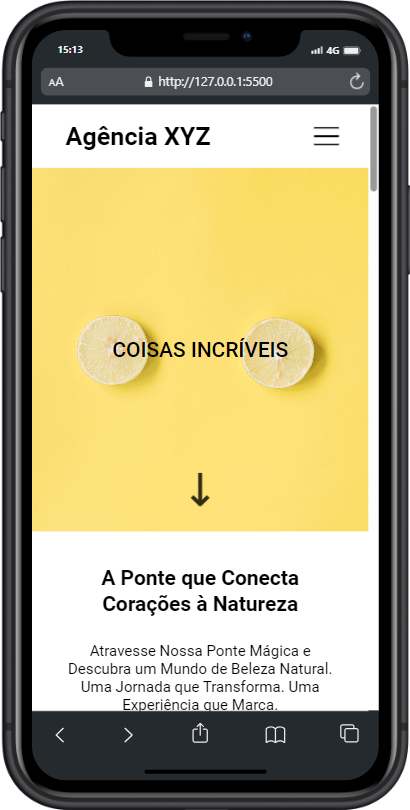 15:13
4G
AA
http://127.0.0.1:5500
Agência XYZ
COISAS INCRÍVEIS
A Ponte que Conecta
Corações à Natureza
Atravesse Nossa Ponte Mágica e
Descubra um Mundo de Beleza Natural.
Uma Jornada que Transforma. Uma
Experiência que Marca.